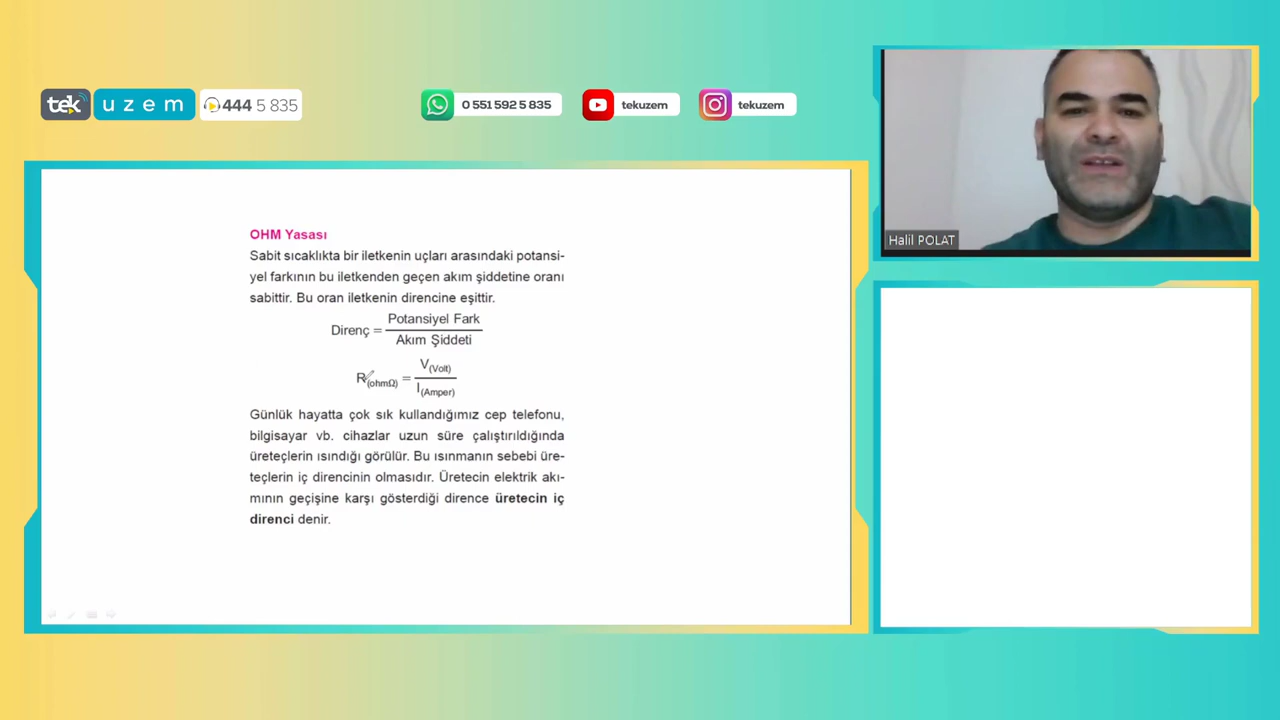 tek uzem 444 5 835
0 551 592 5 835 tekuzem tekuzem
Halil POLAT
OHM Yasası
Sabit sıcaklıkta bir iletkenin uçları arasındaki potansi-
yel farkının bu iletkenden geçen akım şiddetine oranı
sabittir. Bu oran iletkenin direncine eşittir.
Direnç = Potansiyel Fark / Akım Şiddeti
R(ohmΩ) = V(Volt) / I(Amper)
Günlük hayatta çok sık kullandığımız cep telefonu,
bilgisayar vb. cihazlar uzun süre çalıştırıldığında
üreteçlerin ısındığı görülür. Bu ısınmanın sebebi üre-
teçlerin iç direncinin olmasıdır. Üretecin elektrik akı-
mının geçişine karşı gösterdiği dirence üretecin iç
direnci denir.